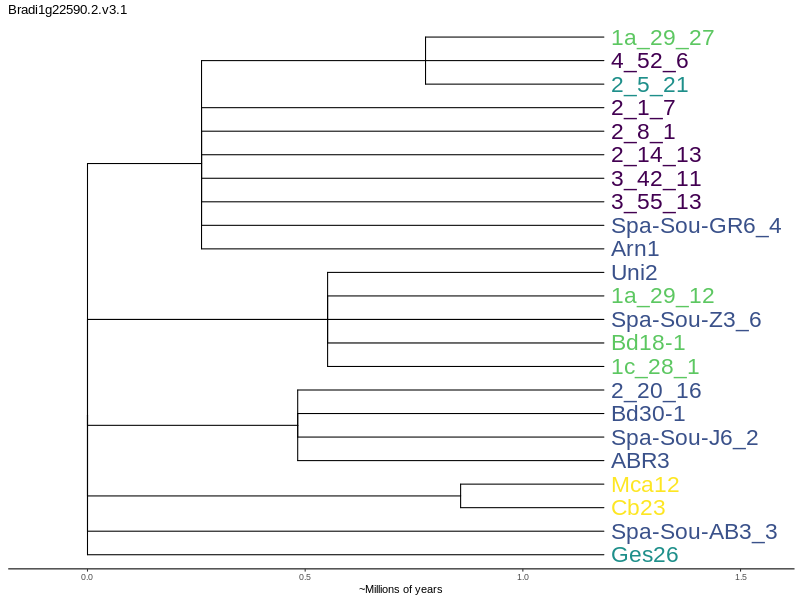 Bradi1g22590.2.v3.1
1a_29_27
4_52_6
2_5_21
2_1_7
2_8_1
2_14_13
3_42_11
3_55_13
Spa-Sou-GR6_4
Arn1
Uni2
1a_29_12
Spa-Sou-Z3_6
Bd18-1
1c_28_1
2_20_16
Bd30-1
Spa-Sou-J6_2
ABR3
Mca12
Cb23
Spa-Sou-AB3_3
Ges26
0.0 0.5 1.0 1.5
~Millions of years